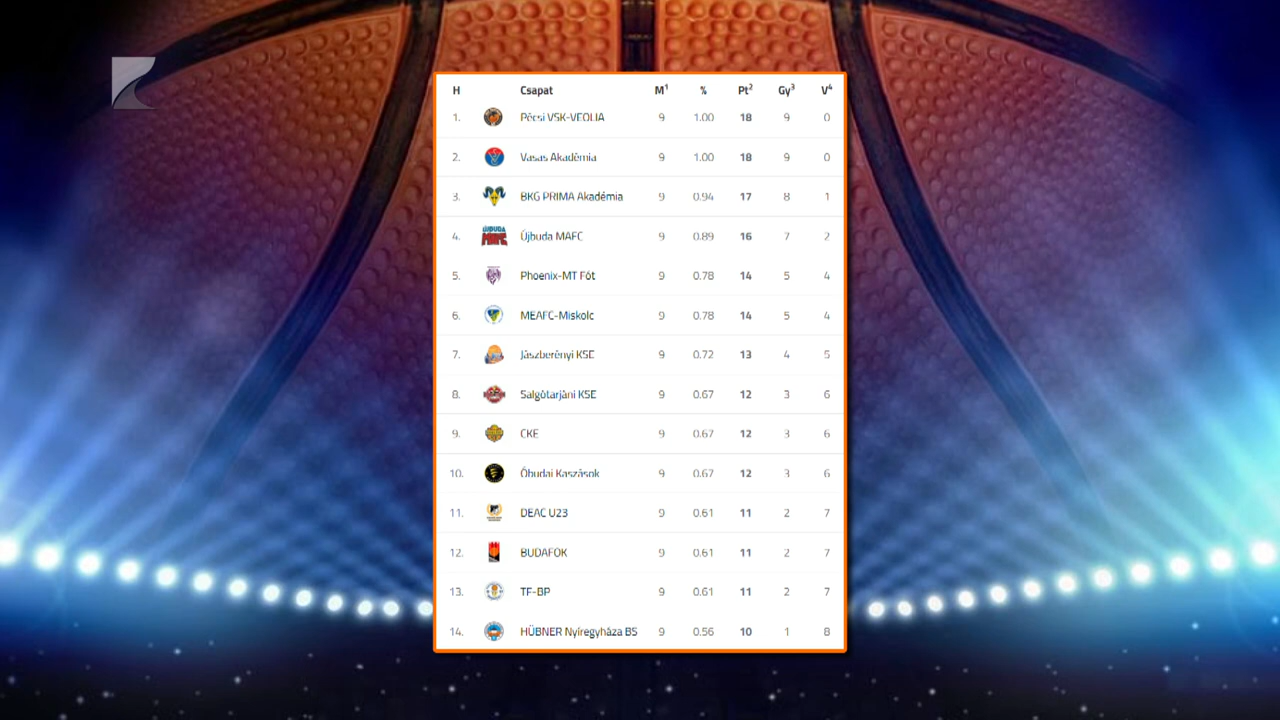 H Csapat M¹ % Pt² Gy³ V⁴
1. Pécsi VSK-VEOLIA 9 1.00 18 9 0
2. Vasas Akadémia 9 1.00 18 9 0
3. BKG PRIMA Akadémia 9 0.94 17 8 1
4. ÚJBUDA MAFC Újbuda MAFC 9 0.89 16 7 2
5. Phoenix-MT Fót 9 0.78 14 5 4
6. MEAFC-Miskolc 9 0.78 14 5 4
7. Jászberényi KSE 9 0.72 13 4 5
8. Salgótarjáni KSE 9 0.67 12 3 6
9. CKE 9 0.67 12 3 6
10. Óbudai Kaszások 9 0.67 12 3 6
11. DEAC U23 9 0.61 11 2 7
12. BUDAFOK 9 0.61 11 2 7
13. TF-BP 9 0.61 11 2 7
14. HÜBNER Nyíregyháza BS 9 0.56 10 1 8